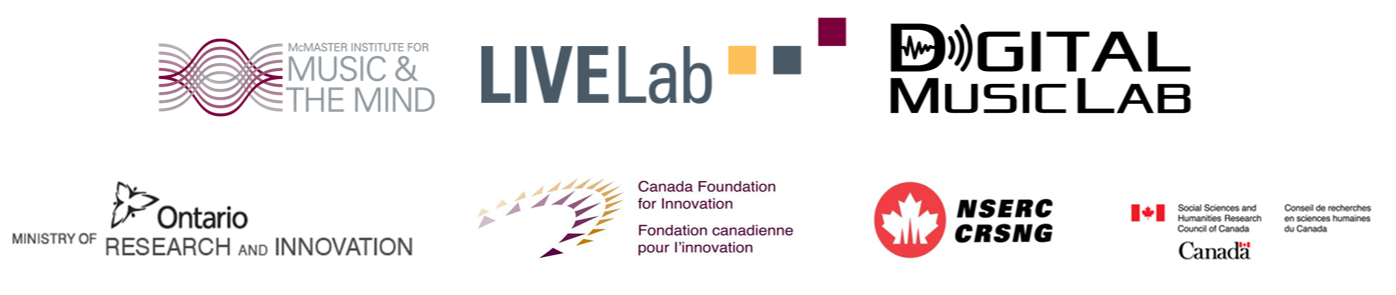 McMASTER INSTITUTE FOR
MUSIC &
THE MIND
LIVELab
DIGITAL
MUSICLAB
Ontario
MINISTRY OF RESEARCH AND INNOVATION
Canada Foundation
for Innovation
Fondation canadienne
pour l'innovation
NSERC
CRSNG
Social Sciences and
Humanities Research
Council of Canada
Conseil de recherches
en sciences humaines
du Canada
Canada